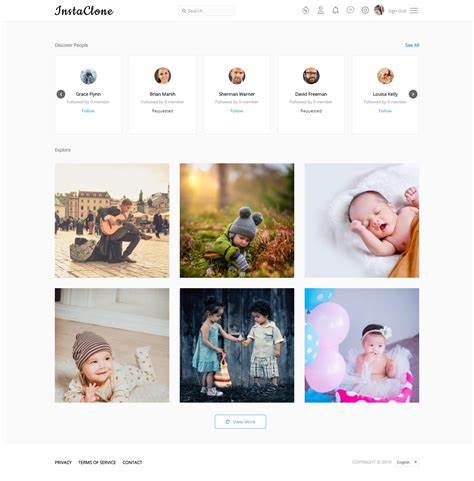 InstaClone
Search
Sign Out
Discover People
See All
Grace Flynn
Brian Marsh
Sherman Warner
David Freeman
Louisa Kelly
Followed by 0 member
Followed by 0 member
Followed by 0 member
Followed by 0 member
Followed by 0 member
Follow
Requested
Follow
Requested
Follow
Explore
View More
PRIVACY
TERMS OF SERVICE
CONTACT
COPYRIGHT © 2019
English